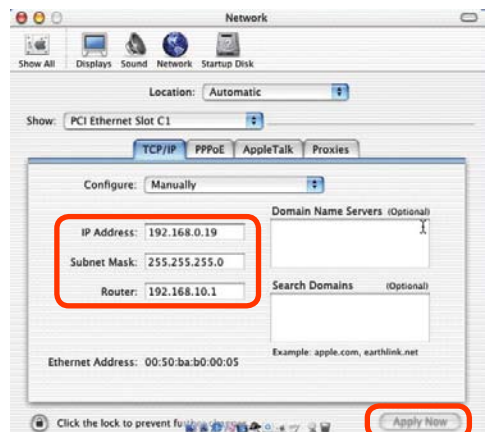 Network
Show All Displays Sound Network Startup Disk
Location: Automatic
Show: PCI Ethernet Slot C1
TCP/IP PPPoE AppleTalk Proxies
Configure: Manually
Domain Name Servers (Optional)
IP Address: 192.168.0.19
Subnet Mask: 255.255.255.0
Router: 192.168.10.1
Search Domains (Optional)
Example: apple.com, earthlink.net
Ethernet Address: 00:50:ba:b0:00:05
Click the lock to prevent
Apply Now